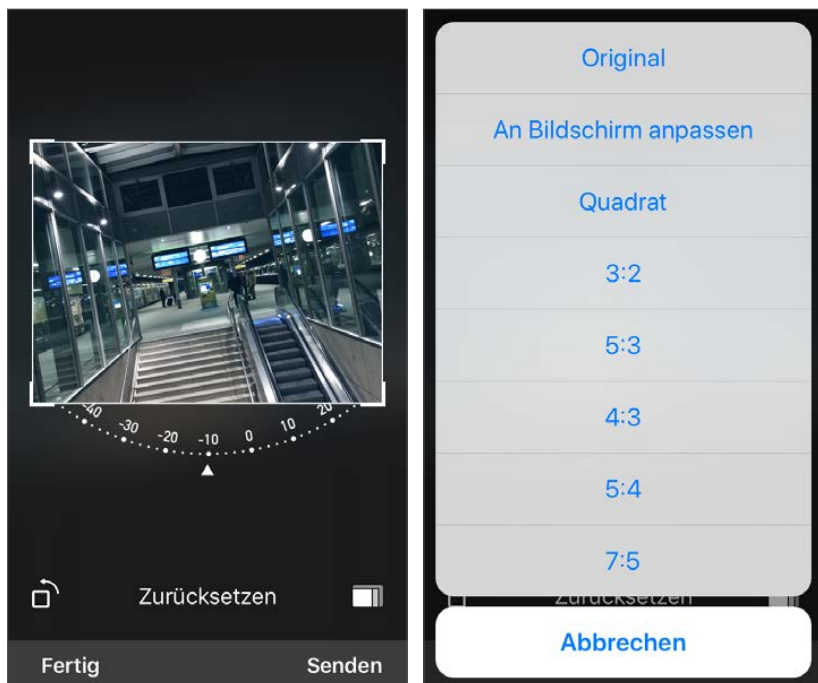 -40
-30
-20
-10
0
10
20
Zurücksetzen
Fertig
Senden
Original
An Bildschirm anpassen
Quadrat
3:2
5:3
4:3
5:4
7:5
Zurücksetzen
Abbrechen